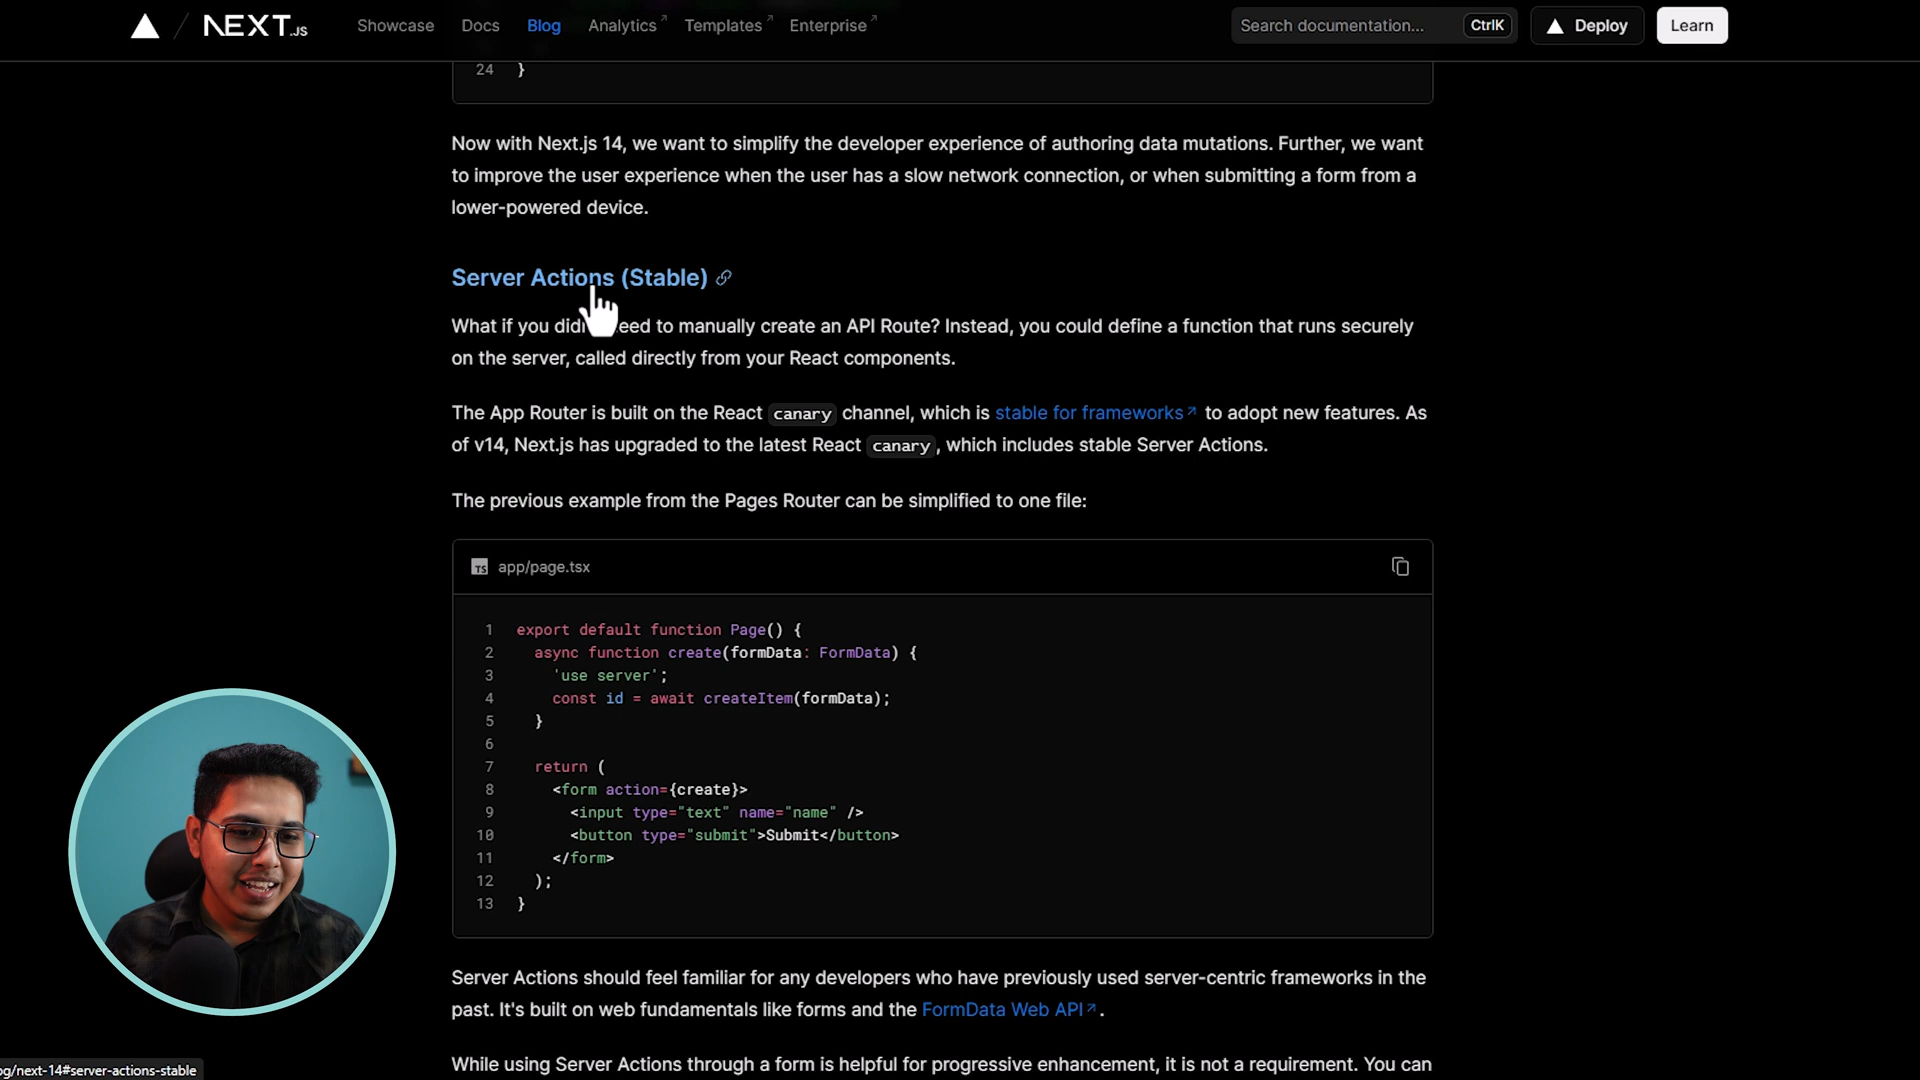 NEXT.JS Showcase Docs Blog Analytics Templates Enterprise Search documentation... CtrlK Deploy Learn
24 }
Now with Next.js 14, we want to simplify the developer experience of authoring data mutations. Further, we want
to improve the user experience when the user has a slow network connection, or when submitting a form from a
lower-powered device.
Server Actions (Stable)
What if you didn eed to manually create an API Route? Instead, you could define a function that runs securely
on the server, called directly from your React components.
The App Router is built on the React canary channel, which is stable for frameworks↗ to adopt new features. As
of v14, Next.js has upgraded to the latest React canary, which includes stable Server Actions.
The previous example from the Pages Router can be simplified to one file:
TS app/page.tsx
1 export default function Page() {
2 async function create(formData: FormData) {
3 'use server';
4 const id = await createItem(formData);
5 }
6
7 return (
8 <form action={create}>
9 <input type="text" name="name" />
10 <button type="submit">Submit</button>
11 </form>
12 );
13 }
Server Actions should feel familiar for any developers who have previously used server-centric frameworks in the
past. It's built on web fundamentals like forms and the FormData Web API↗.
While using Server Actions through a form is helpful for progressive enhancement, it is not a requirement. You can
og/next-14#server-actions-stable